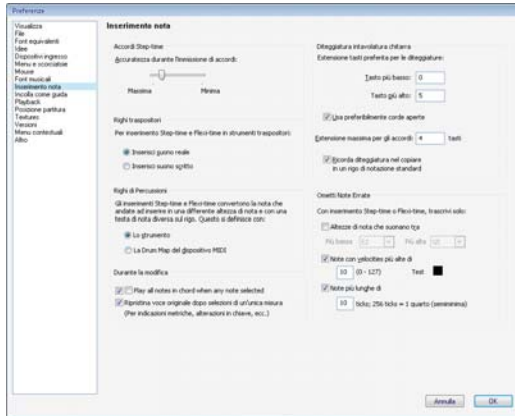 Preferenze
Visualizza
File
Font equivalenti
Idee
Dispositivi ingresso
Menu e scorciatoie
Mouse
Font musicali
Inserimento nota
Incolla come guida
Playback
Posizione partitura
Textures
Versioni
Menu contestuali
Altro
Inserimento nota
Accordi Step-time
Accuratezza durante l'immissione di accordi:
Massima Minima
Righi traspositori
Per inserimento Step-time e Flexi-time in strumenti traspositori:
Inserisci suono reale
Inserisci suono scritto
Righi di Percussioni
Gli inserimenti Step-time e Flexi-time convertono la nota che
andate ad inserire in una differente altezza di nota e con una
testa di nota diversa sul rigo. Questo si definisce con:
Lo strumento
La Drum Map del dispositivo MIDI
Durante la modifica
Play all notes in chord when any note selected
Ripristina voce originale dopo selezioni di un'unica misura
(Per indicazioni metriche, alterazioni in chiave, ecc.)
Diteggiatura intavolatura chitarra
Estensione tasti preferita per le diteggiature:
Tasto più basso: 0
Tasto più alto: 5
Usa preferibilmente corde aperte
Estensione massima per gli accordi: 4 tasti
Ricorda diteggiatura nel copiare
in un rigo di notazione standard
Ometti Note Errate
Con inserimento Step-time o Flexi-time, trascrivi solo:
Altezze di nota che suonano tra
Più basso Più alta
Note con velocities più alte di
10 (0 - 127) Test
Note più lunghe di
10 ticks; 256 ticks = 1 quarto (semiminima)
Annulla OK